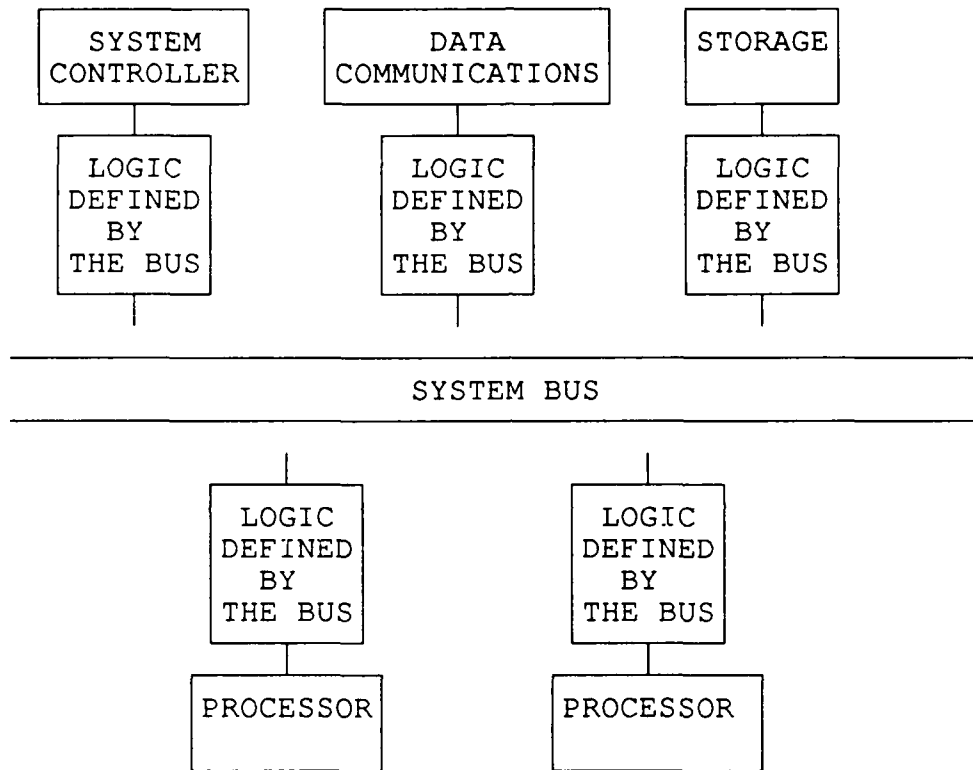 SYSTEM
CONTROLLER
DATA
COMMUNICATIONS
STORAGE
LOGIC
DEFINED
BY
THE BUS
LOGIC
DEFINED
BY
THE BUS
LOGIC
DEFINED
BY
THE BUS
SYSTEM BUS
LOGIC
DEFINED
BY
THE BUS
LOGIC
DEFINED
BY
THE BUS
PROCESSOR
PROCESSOR